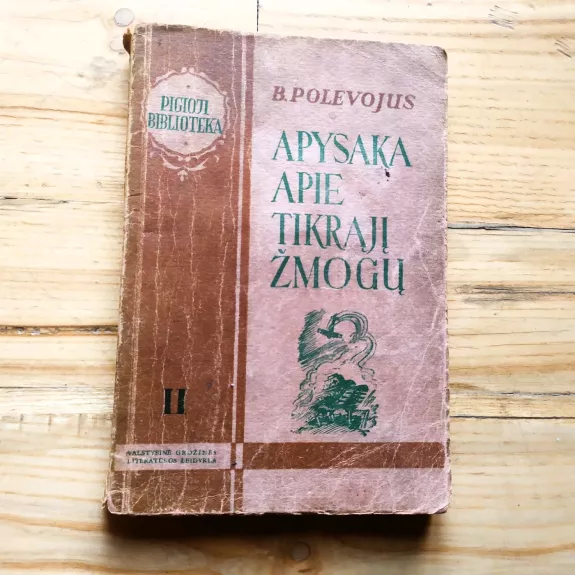 PIGIOJI
BIBLIOTEKA
B. POLEVOJUS
APYSAKA
APIE
TIKRĄJĮ
ŽMOGŲ
II
VALSTYBINĖ GROŽINĖS
LITERATŪROS LEIDYKLA